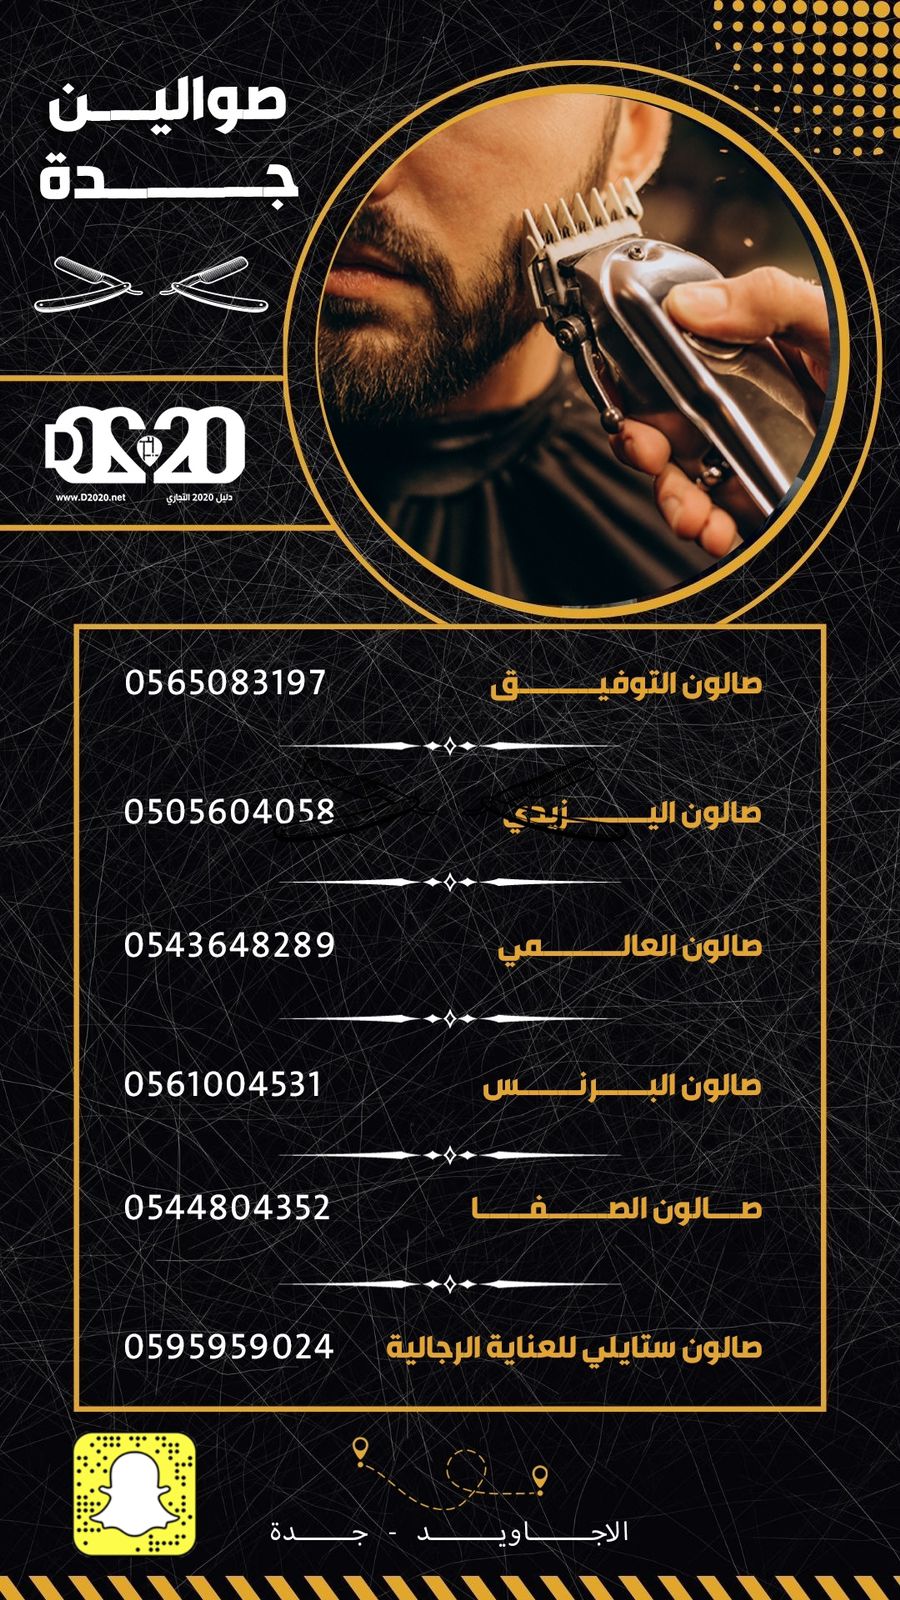 صوالين
جدة
D2020
www.D2020.net دليل 2020 التجاري
صالون التوفيق 0565083197
صالون اليزيدي 0505604058
صالون العالمي 0543648289
صالون البرنس 0561004531
صالون الصفا 0544804352
صالون ستايلي للعناية الرجالية 0595959024
الاجاويد - جدة